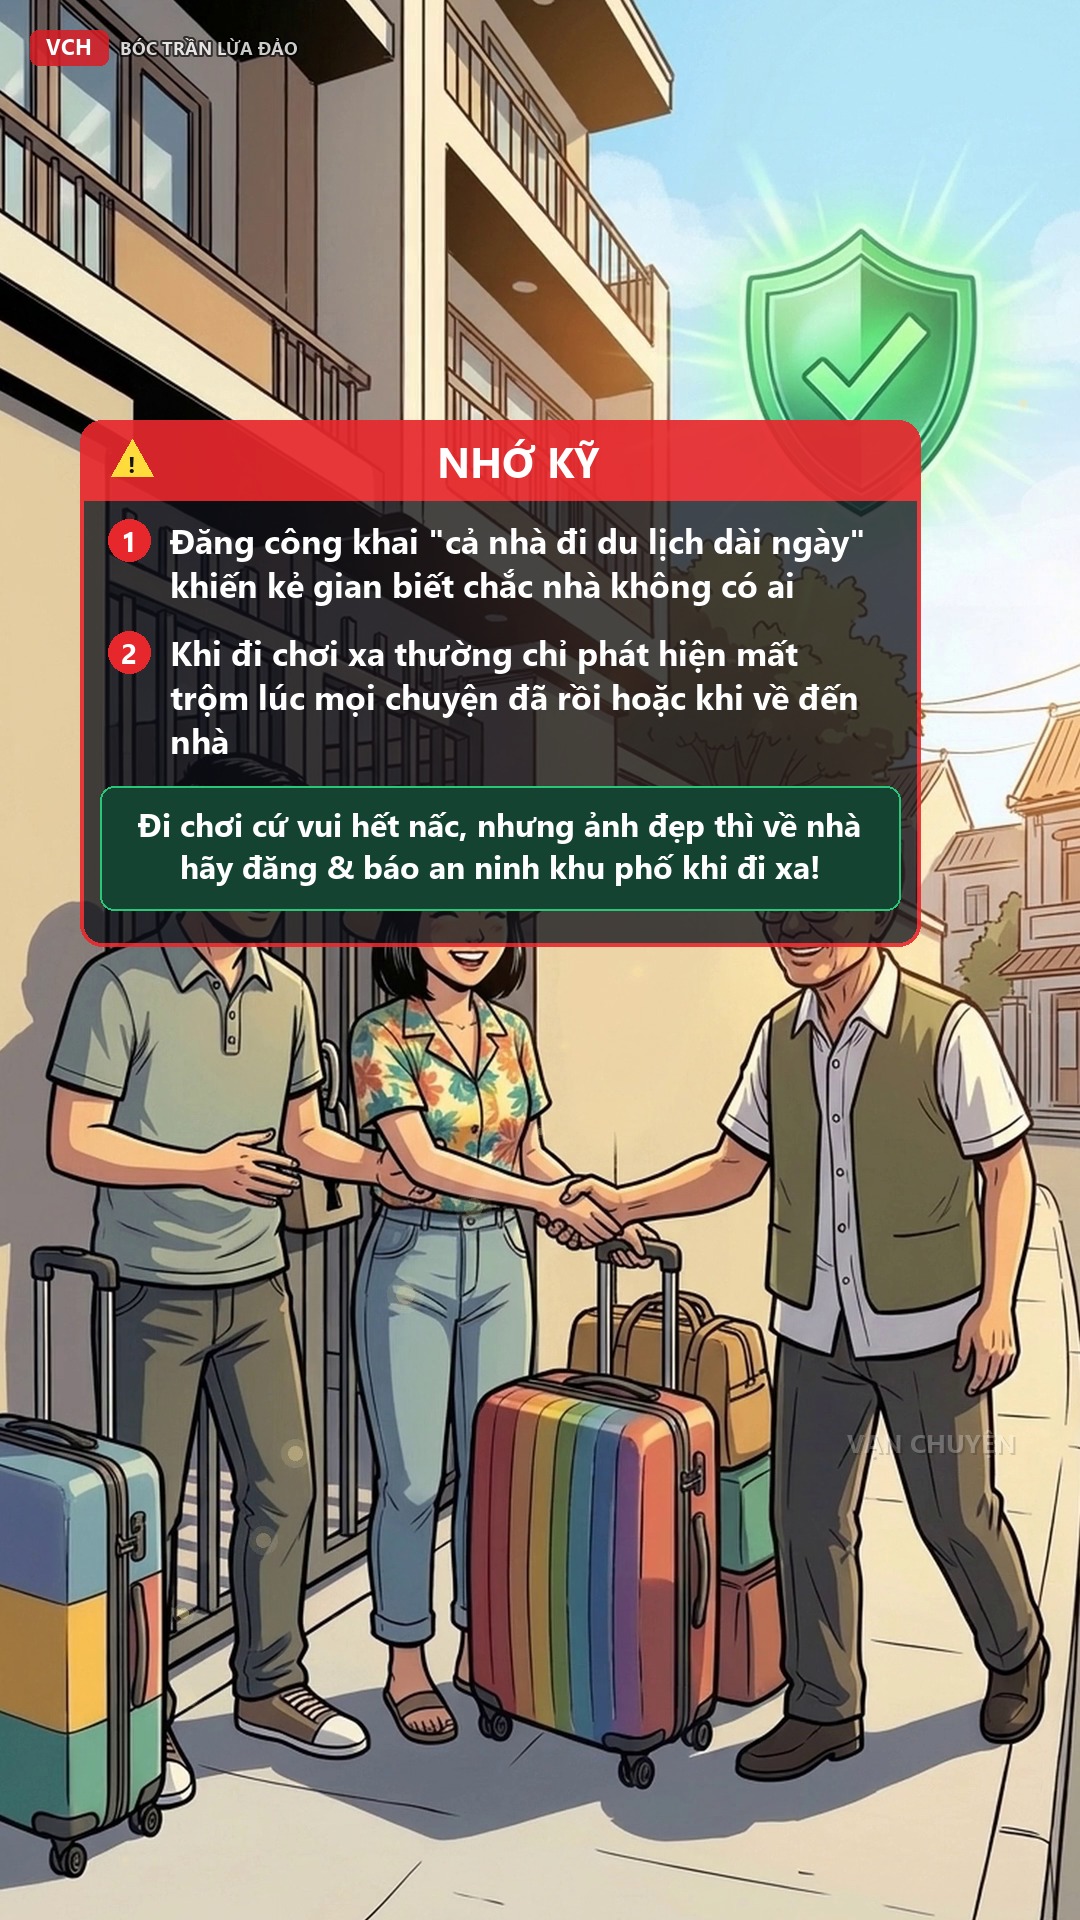 VCH BÓC TRẦN LỪA ĐẢO
NHỚ KỸ
1 Đăng công khai "cả nhà đi du lịch dài ngày"
khiến kẻ gian biết chắc nhà không có ai
2 Khi đi chơi xa thường chỉ phát hiện mất
trộm lúc mọi chuyện đã rồi hoặc khi về đến
nhà
Đi chơi cứ vui hết nấc, nhưng ảnh đẹp thì về nhà
hãy đăng & báo an ninh khu phố khi đi xa!
VẠN CHUYỆN